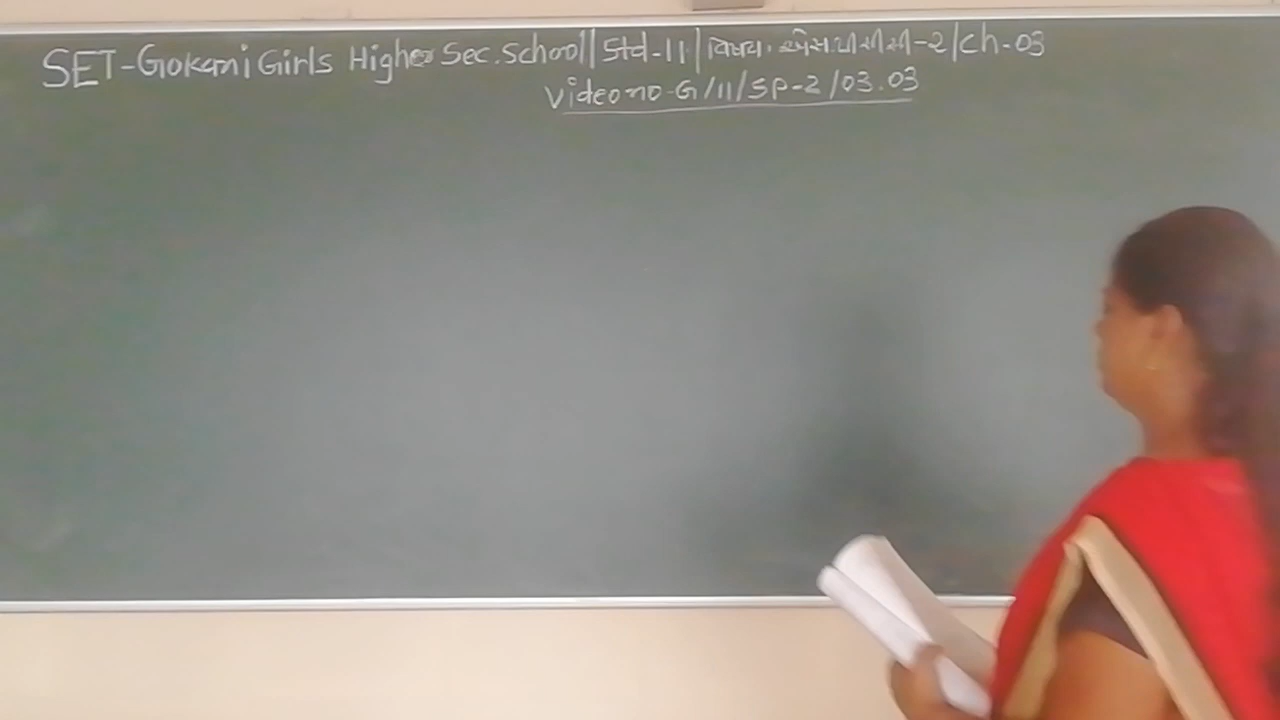 SET-Gokani Girls Higher Sec. School || Std-11 | વિષય. એસપીસીસી-2 | Ch-03
Video no-G/11/SP-2/03.03